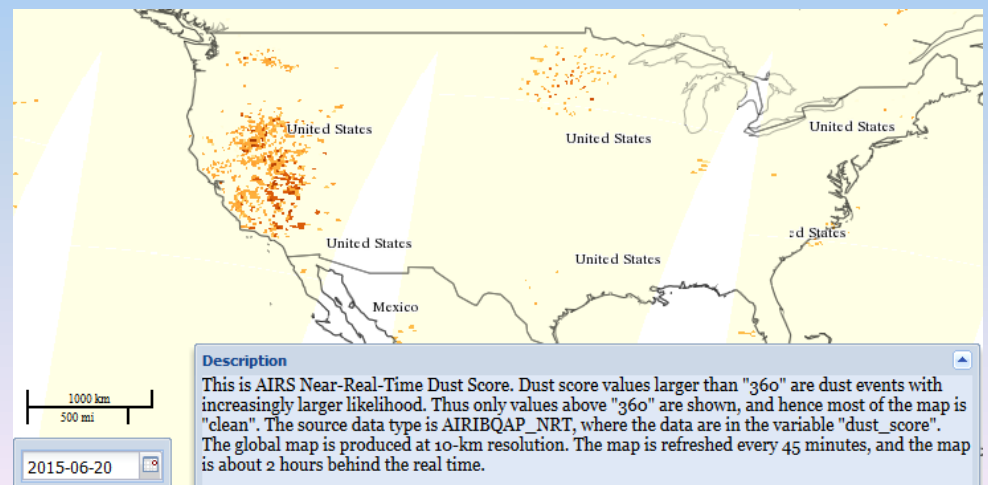 United States
United States
United States
:d States
United States
United States
Mexico
Description
This is AIRS Near-Real-Time Dust Score. Dust score values larger than "360" are dust events with
increasingly larger likelihood. Thus only values above "360" are shown, and hence most of the map is
"clean". The source data type is AIRIBQAP_NRT, where the data are in the variable "dust_score".
The global map is produced at 10-km resolution. The map is refreshed every 45 minutes, and the map
is about 2 hours behind the real time.
1000 km
500 mi
2015-06-20